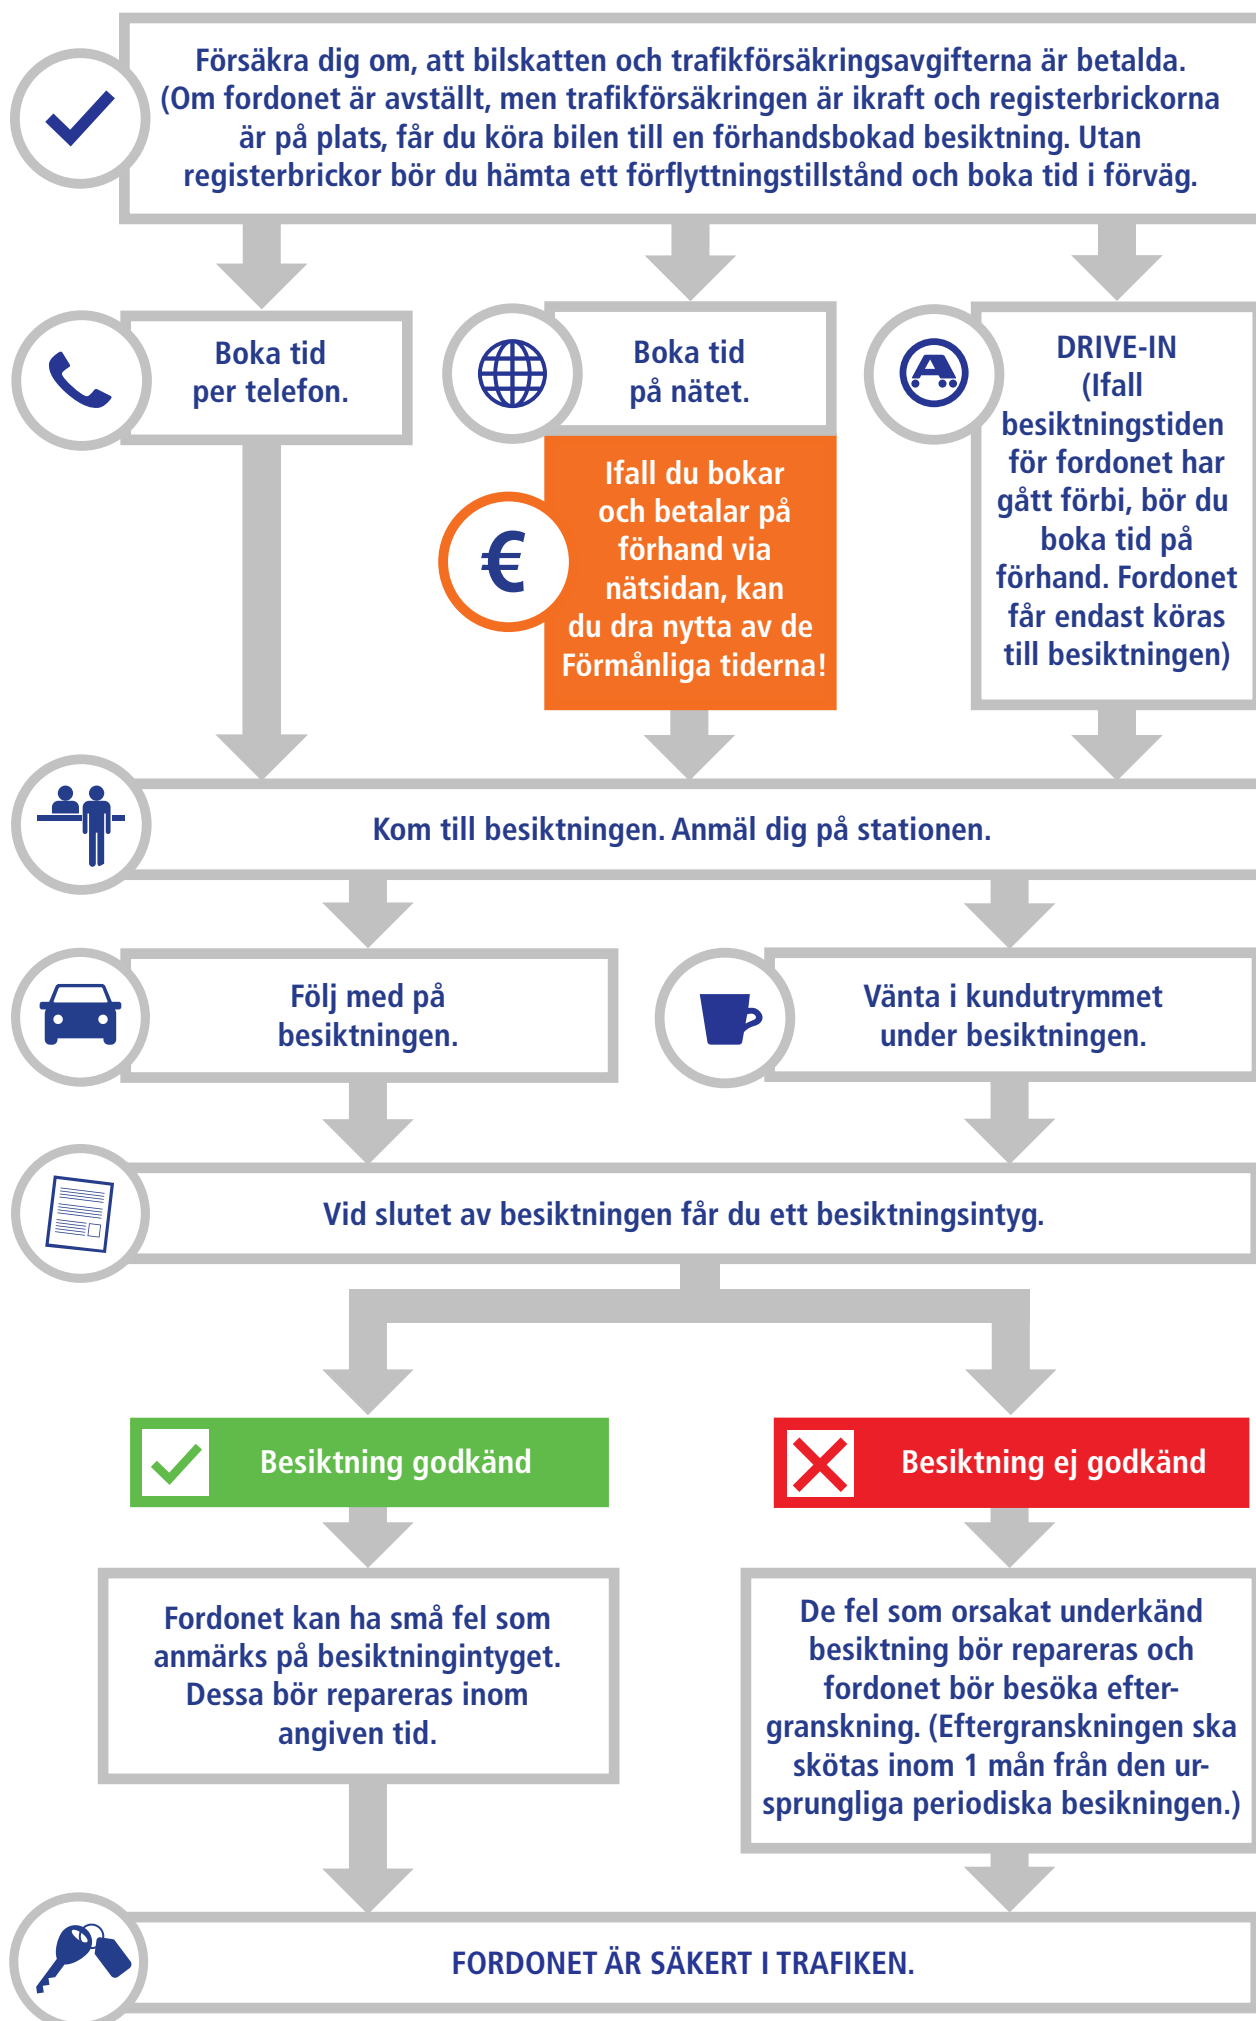 Försäkra dig om, att bilskatten och trafikförsäkringsavgifterna är betalda.
(Om fordonet är avställt, men trafikförsäkringen är ikraft och registerbrickorna
är på plats, får du köra bilen till en förhandsbokad besiktning. Utan
registerbrickor bör du hämta ett förflyttningstillstånd och boka tid i förväg.
Boka tid
per telefon.
Boka tid
på nätet.
€
Ifall du bokar
och betalar på
förhand via
nätsidan, kan
du dra nytta av de
Förmånliga tiderna!
DRIVE-IN
(Ifall
besiktningstiden
för fordonet har
gått förbi, bör du
boka tid på
förhand. Fordonet
får endast köras
till besiktningen)
Kom till besiktningen. Anmäl dig på stationen.
Följ med på
besiktningen.
Vänta i kundutrymmet
under besiktningen.
Vid slutet av besiktningen får du ett besiktningsintyg.
Besiktning godkänd
Besiktning ej godkänd
Fordonet kan ha små fel som
anmärks på besiktningintyget.
Dessa bör repareras inom
angiven tid.
De fel som orsakat underkänd
besiktning bör repareras och
fordonet bör besöka efter-
granskning. (Eftergranskningen ska
skötas inom 1 mån från den ur-
sprungliga periodiska besikningen.)
FORDONET ÄR SÄKERT I TRAFIKEN.